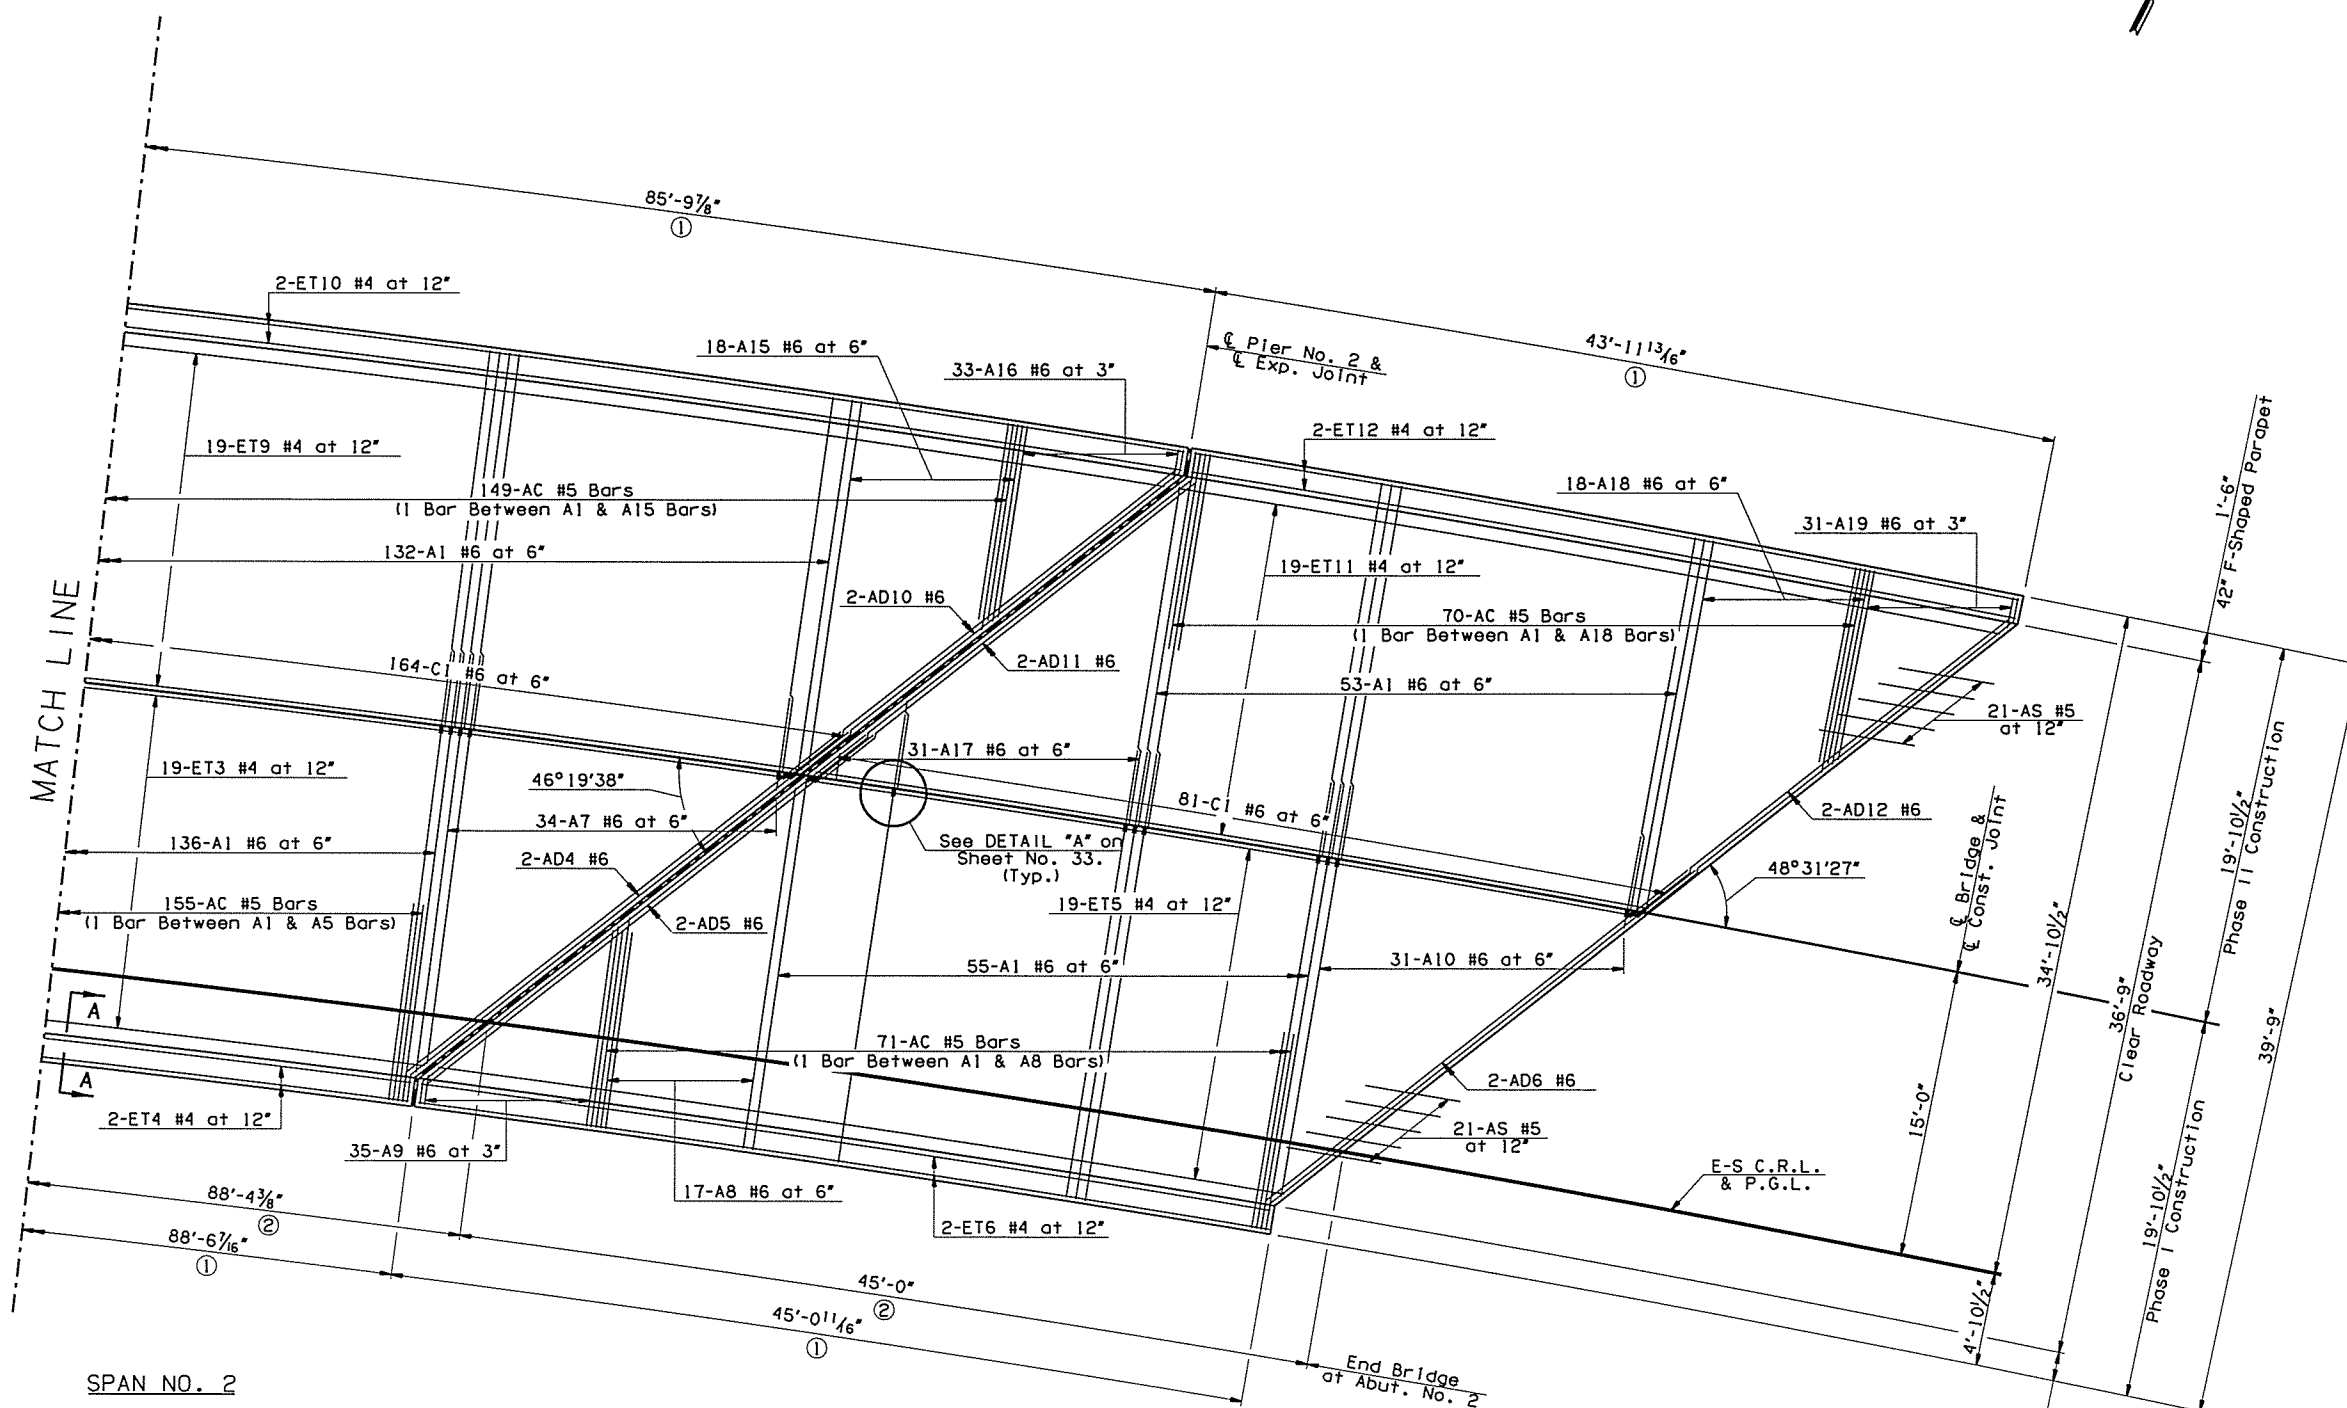 85'-9⅞"
①
2-ET10 #4 at 12"
18-A15 #6 at 6"
33-A16 #6 at 3"
℄ Pier No. 2 &
℄ Exp. Joint
43'-11 13/16"
①
19-ET9 #4 at 12"
2-ET12 #4 at 12"
149-AC #5 Bars
(1 Bar Between A1 & A15 Bars)
18-A18 #6 at 6"
31-A19 #6 at 3"
1'-6"
42" F-Shaped Parapet
132-A1 #6 at 6"
19-ET11 #4 at 12"
2-AD10 #6
70-AC #5 Bars
(1 Bar Between A1 & A18 Bars)
MATCH LINE
164-C1 #6 at 6"
2-AD11 #6
53-A1 #6 at 6"
21-AS #5
at 12"
31-A17 #6 at 6"
19-ET3 #4 at 12"
46°19'38"
81-C1 #6 at 6"
2-AD12 #6
19'-10½"
Phase II Construction
34-A7 #6 at 6"
136-A1 #6 at 6"
See DETAIL "A" on
Sheet No. 33.
(Typ.)
2-AD4 #6
48°31'27"
℄ Bridge &
℄ Const. Joint
155-AC #5 Bars
(1 Bar Between A1 & A5 Bars)
19-ET5 #4 at 12"
2-AD5 #6
34'-10½"
36'-9"
Clear Roadway
55-A1 #6 at 6"
31-A10 #6 at 6"
39'-9"
A
71-AC #5 Bars
(1 Bar Between A1 & A8 Bars)
A
2-AD6 #6
15'-0"
2-ET4 #4 at 12"
21-AS #5
at 12"
35-A9 #6 at 3"
E-S C.R.L.
& P.G.L.
19'-10½"
Phase I Construction
88'-4⅜"
②
17-A8 #6 at 6"
2-ET6 #4 at 12"
88'-6 7/16"
①
45'-0"
②
4'-10½"
45'-0 11/16"
①
End Bridge
at Abut. No. 2
SPAN NO. 2